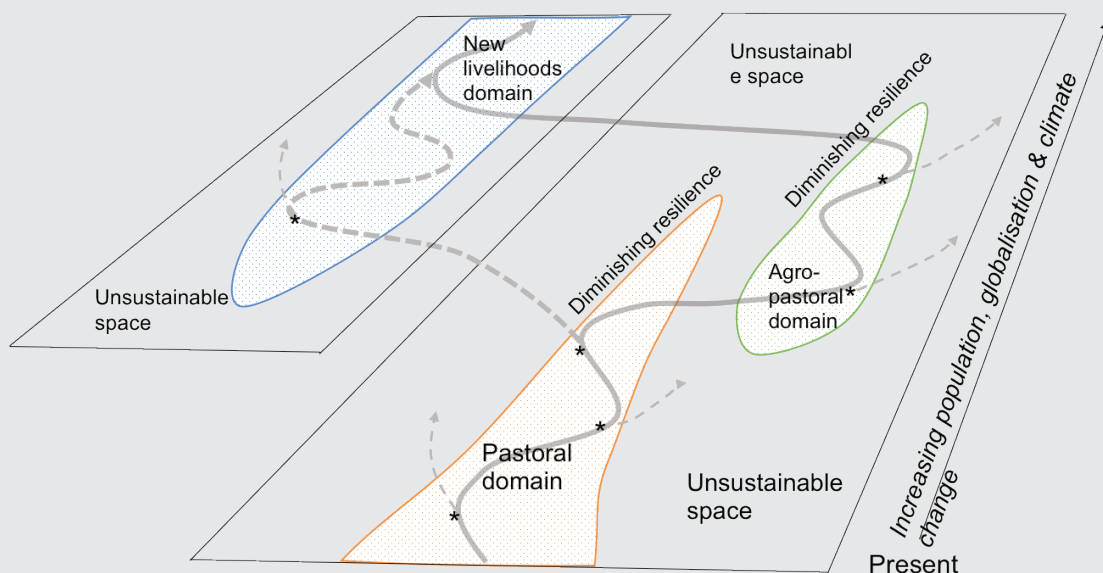 New
livelihoods
domain
Unsustainabl
e space
Diminishing resilience
Diminishing resilience
Agro-
pastoral
domain
Unsustainable
space
Pastoral
domain
Unsustainable
space
Increasing population, globalisation & climate
change
Present